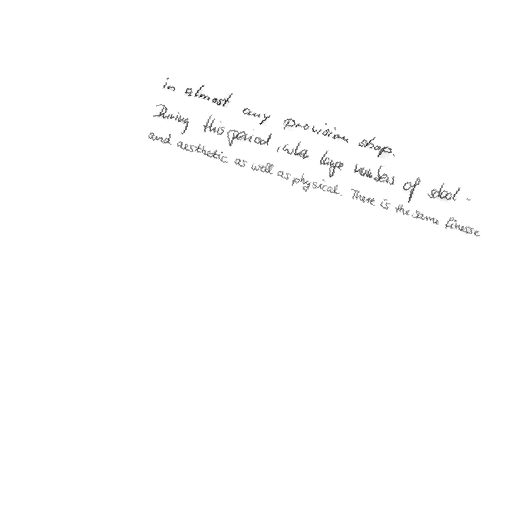 in almost any provision shop.
During this period, when large numbers of school -
and aesthetic as well as physical. There is the same finesse